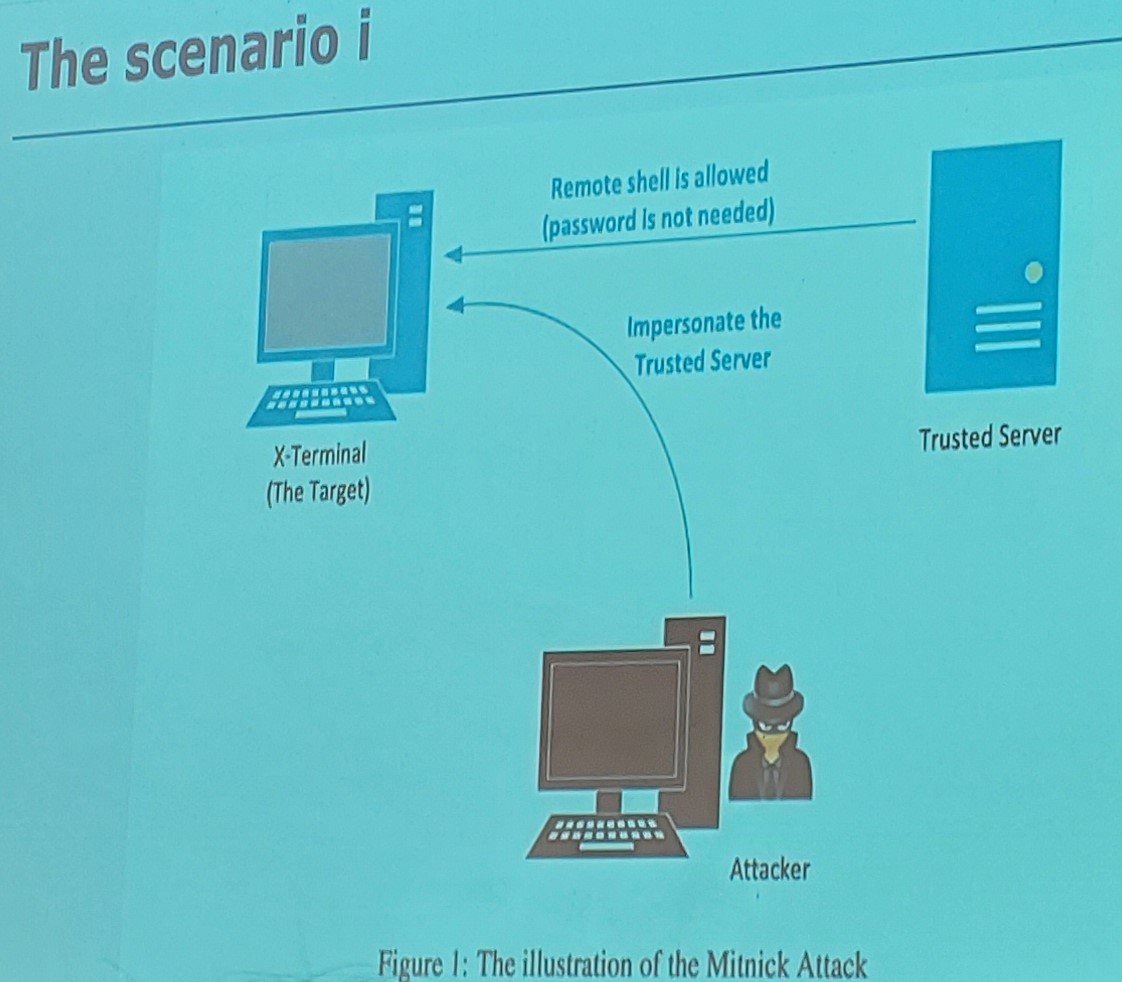 The scenario i
Remote shell is allowed
(password is not needed)
Impersonate the
Trusted Server
X-Terminal
(The Target)
Trusted Server
Attacker
Figure 1: The illustration of the Mitnick Attack